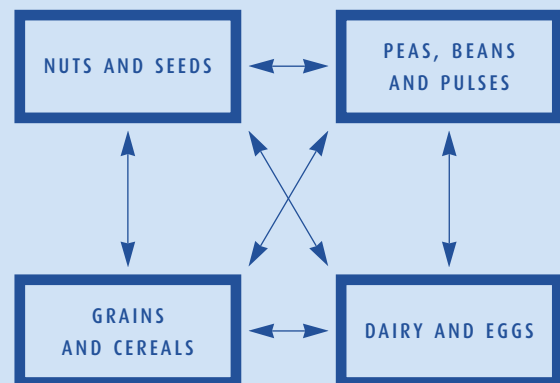 NUTS AND SEEDS
PEAS, BEANS
AND PULSES
GRAINS
AND CEREALS
DAIRY AND EGGS